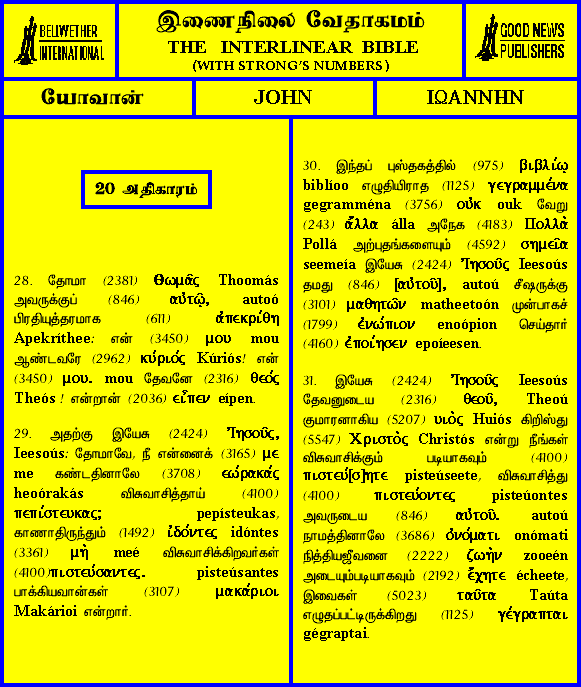 BELLWETHER
INTERNATIONAL
இணைநிலை வேதாகமம்
THE INTERLINEAR BIBLE
(WITH STRONG'S NUMBERS)
GOOD NEWS
PUBLISHERS
யோவான்
JOHN
ΙΩΑΝΝΗΝ
20 அதிகாரம்
28. தோமா (2381) Θωμᾶς Thoomás
அவருக்குப் (846) αὐτῷ, autoó
பிரதியுத்தரமாக (611) ἀπεκρίθη
Apekríthee: என் (3450) μου mou
ஆண்டவரே (2962) κύριός Kúriós! என்
(3450) μου. mou தேவனே (2316) θεός
Theós ! என்றான் (2036) εἶπεν eípen.
29. அதற்கு இயேசு (2424) Ἰησοῦς,
Ieesoús: தோமாவே, நீ என்னைக் (3165) με
me கண்டதினாலே (3708) ἑώρακάς
heoórakás விசுவாசித்தாய் (4100)
πεπίστευκας; pepísteukas,
காணாதிருந்தும் (1492) ἰδόντες idóntes
(3361) μὴ meé விசுவாசிக்கிறவர்கள்
(4100)πιστεύσαντες. pisteúsantes
பாக்கியவான்கள் (3107) μακάριοι
Makárioi என்றார்.
30. இந்தப் புஸ்தகத்தில் (975) βιβλίῳ
biblíoo எழுதியிராத (1125) γεγραμμένα
gegramména (3756) οὐκ ouk வேறு
(243) ἄλλα álla அநேக (4183) Πολλὰ
Pollá அற்புதங்களையும் (4592) σημεῖα
seemeía இயேசு (2424) Ἰησοῦς Ieesoús
தமது (846) [αὐτοῦ], autoú சீஷருக்கு
(3101) μαθητῶν matheetoón முன்பாகச்
(1799) ἐνώπιον enoópion செய்தார்
(4160) ἐποίησεν epoíeesen.
31. இயேசு (2424) Ἰησοῦς Ieesoús
தேவனுடைய (2316) θεοῦ, Theoú
குமாரனாகிய (5207) υἱὸς Huiós கிறிஸ்து
(5547) Χριστὸς Christós என்று நீங்கள்
விசுவாசிக்கும் படியாகவும் (4100)
πιστεύ[σ]ητε pisteúseete, விசுவாசித்து
(4100) πιστεύοντες pisteúontes
அவருடைய (846) αὐτοῦ. autoú
நாமத்தினாலே (3686) ὀνόματι onómati
நித்தியஜீவனை (2222) ζωὴν zooeén
அடையும்படியாகவும் (2192) ἔχητε écheete,
இவைகள் (5023) ταῦτα Taúta
எழுதப்பட்டிருக்கிறது (1125) γέγραπται
gégraptai.